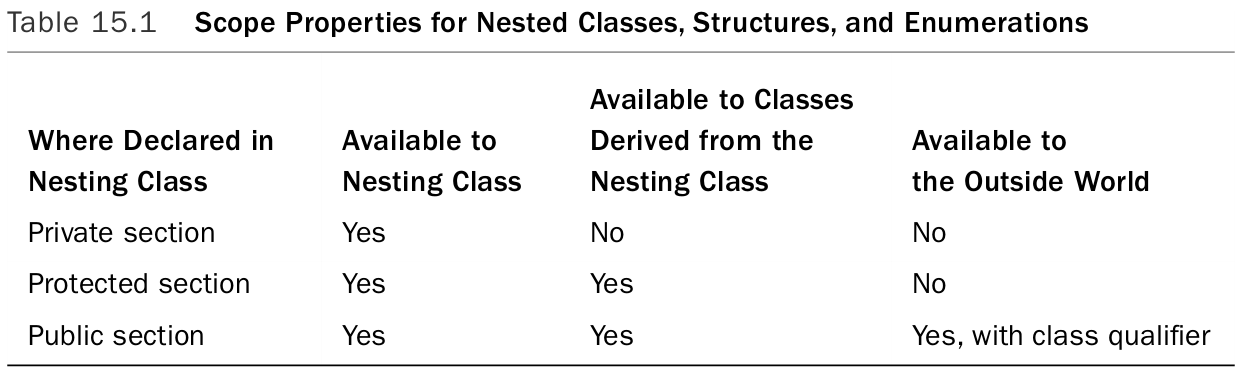 Table 15.1 Scope Properties for Nested Classes, Structures, and Enumerations
Available to Classes
Where Declared in Available to Derived from the Available to
Nesting Class Nesting Class Nesting Class the Outside World
Private section Yes No No
Protected section Yes Yes No
Public section Yes Yes Yes, with class qualifier